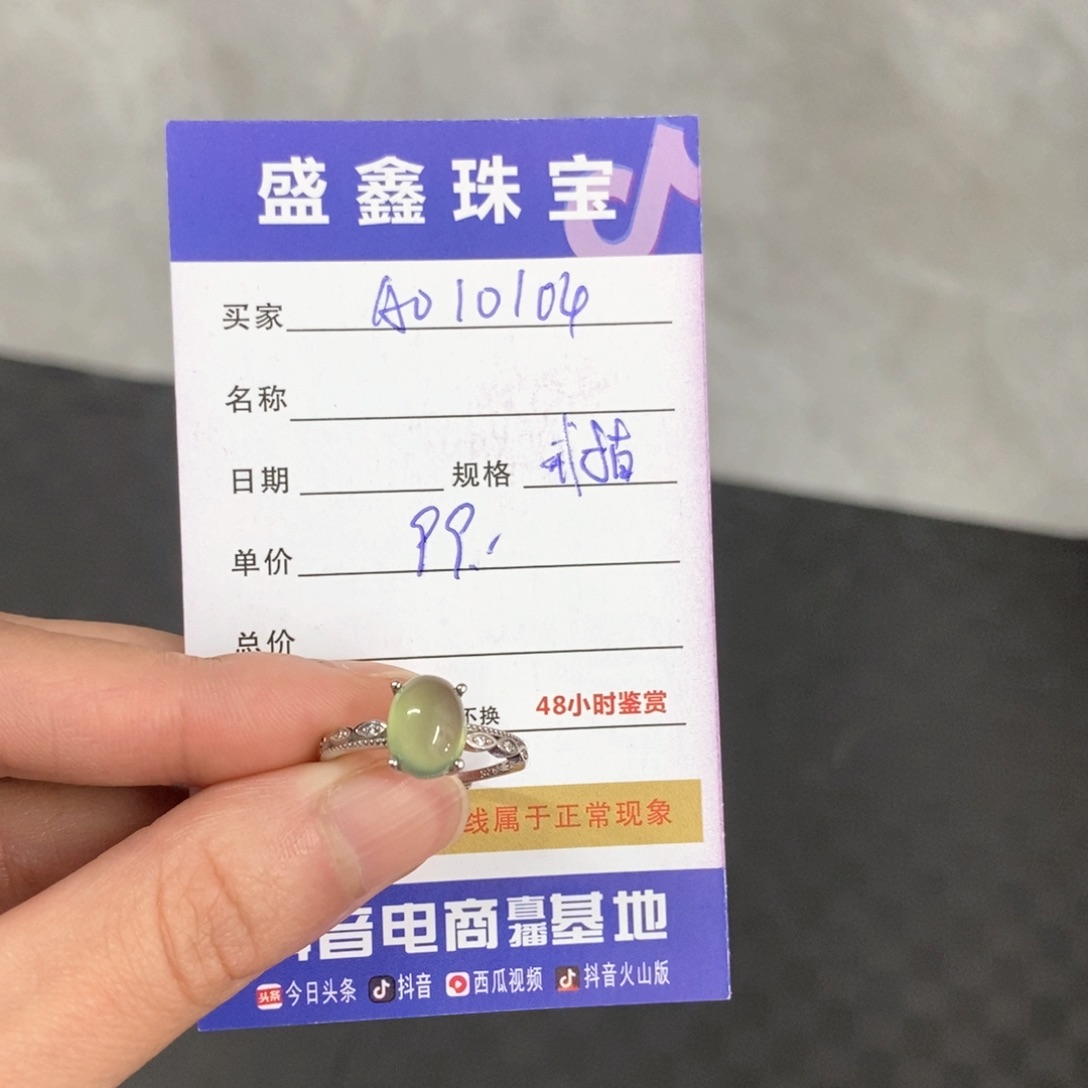 盛鑫珠宝
买家 A010104
名称
日期 规格 戒指
单价 99.
总价
不换 48小时鉴赏
线属于正常现象
音电商直播基地
头条 今日头条 抖音 西瓜视频 抖音火山版